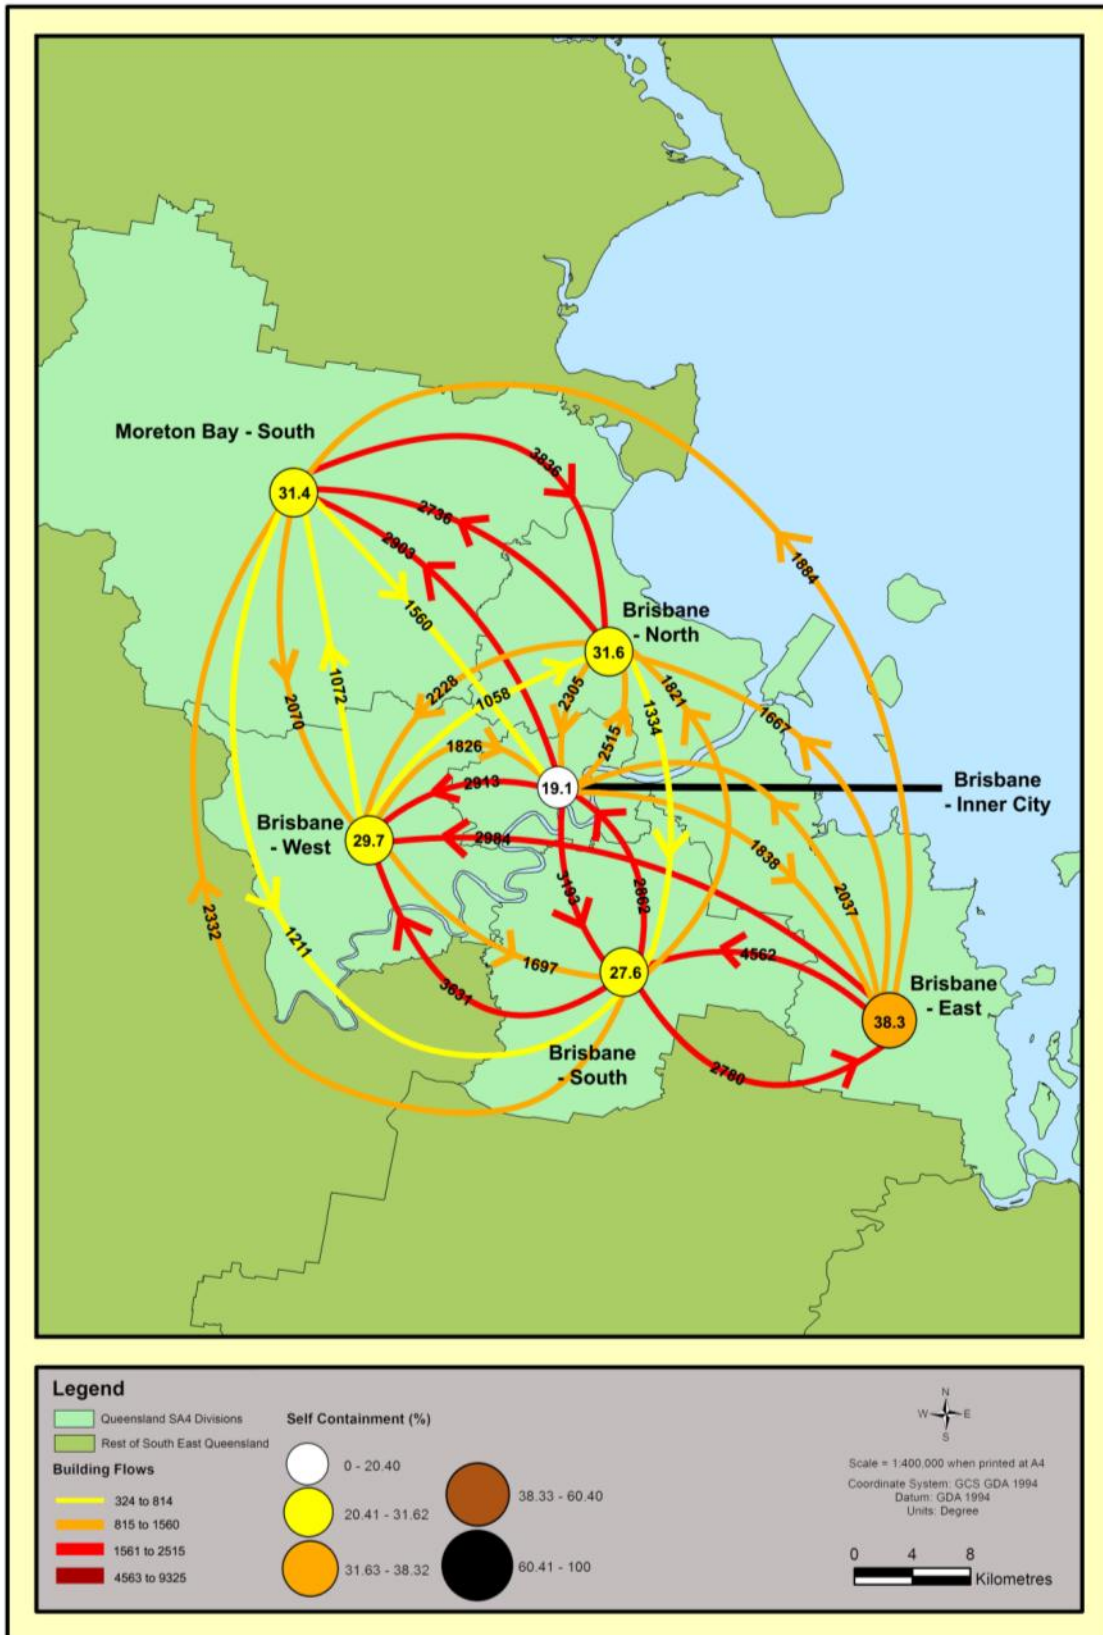 Moreton Bay - South
31.4
3836
2736
2903
1884
1560
Brisbane
- North
31.6
2070
1072
2228
1058
2305
1334
1821
1667
1826
2515
2913
19.1
Brisbane
- Inner City
Brisbane
- West
29.7
2984
1838
2037
3193
2662
2332
1211
1697
27.6
4562
Brisbane
- East
38.3
3631
Brisbane
- South
2780
Legend
Queensland SA4 Divisions
Rest of South East Queensland
Building Flows
324 to 814
815 to 1560
1561 to 2515
4563 to 9325
Self Containment (%)
0 - 20.40
20.41 - 31.62
31.63 - 38.32
38.33 - 60.40
60.41 - 100
N
W E
S
Scale = 1:400,000 when printed at A4
Coordinate System: GCS GDA 1994
Datum: GDA 1994
Units: Degree
0 4 8
Kilometres